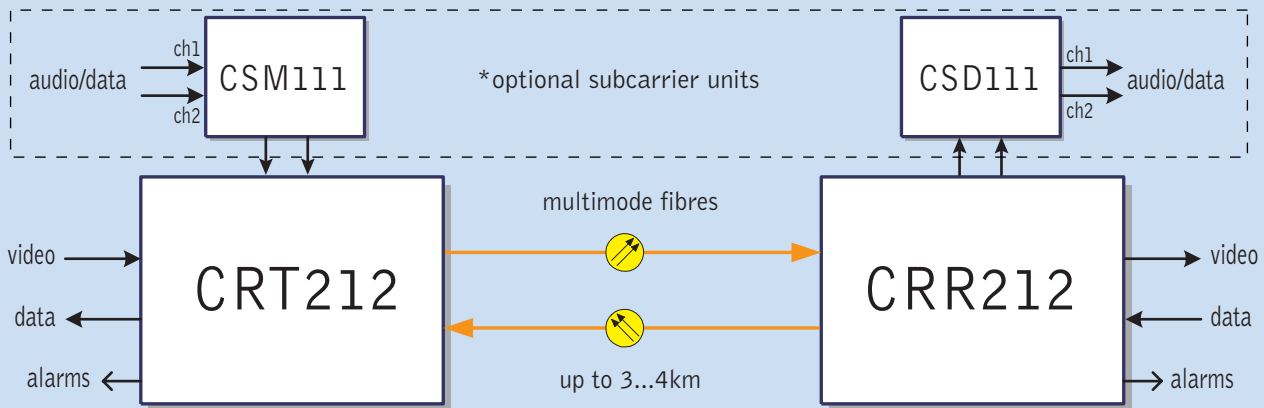 ch1
audio/data
CSM111
ch2
*optional subcarrier units
CSD111
ch1
audio/data
ch2
multimode fibres
video
data
alarms
CRT212
CRR212
video
data
alarms
up to 3...4km